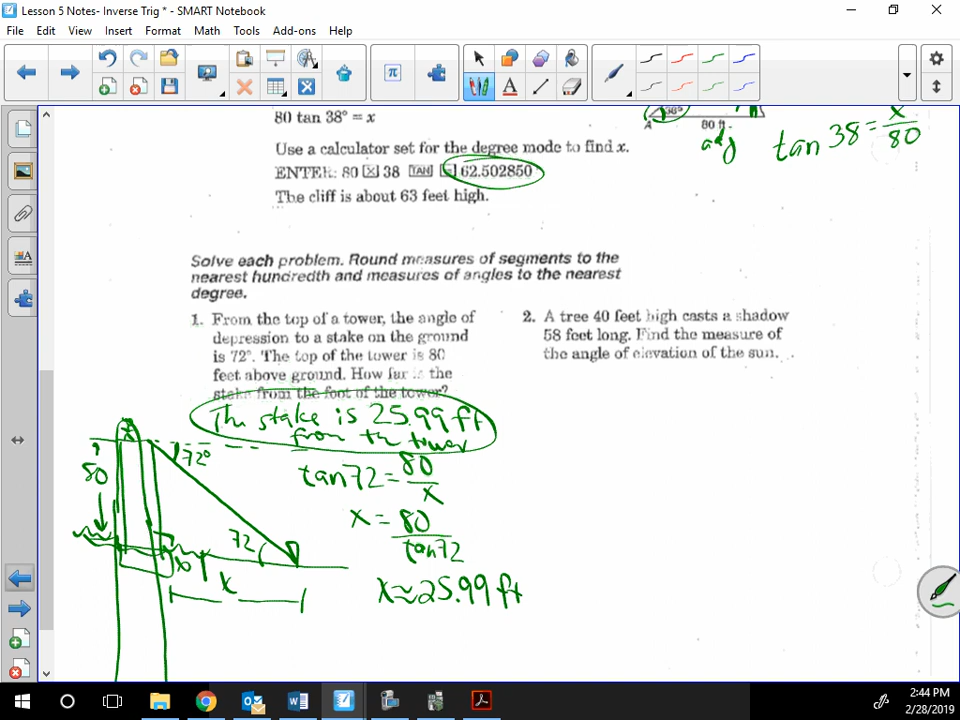 Lesson 5 Notes- Inverse Trig * - SMART Notebook
File Edit View Insert Format Math Tools Add-ons Help
π
A
80 tan 38° = x
Use a calculator set for the degree mode to find x.
ENTER: 80 × 38 TAN = 62.502850
The cliff is about 63 feet high.
38°
A
80 ft
adj
tan 38 = x/80
Solve each problem. Round measures of segments to the
nearest hundredth and measures of angles to the nearest
degree.
1. From the top of a tower, the angle of
depression to a stake on the ground
is 72°. The top of the tower is 80
feet above ground. How far is the
stake from the foot of the tower?
The stake is 25.99 ft
from the tower
2. A tree 40 feet high casts a shadow
58 feet long. Find the measure of
the angle of elevation of the sun.
72°
80
72
x
tan72 = 80/x
x = 80/tan72
x≈25.99 ft
2:44 PM
2/28/2019